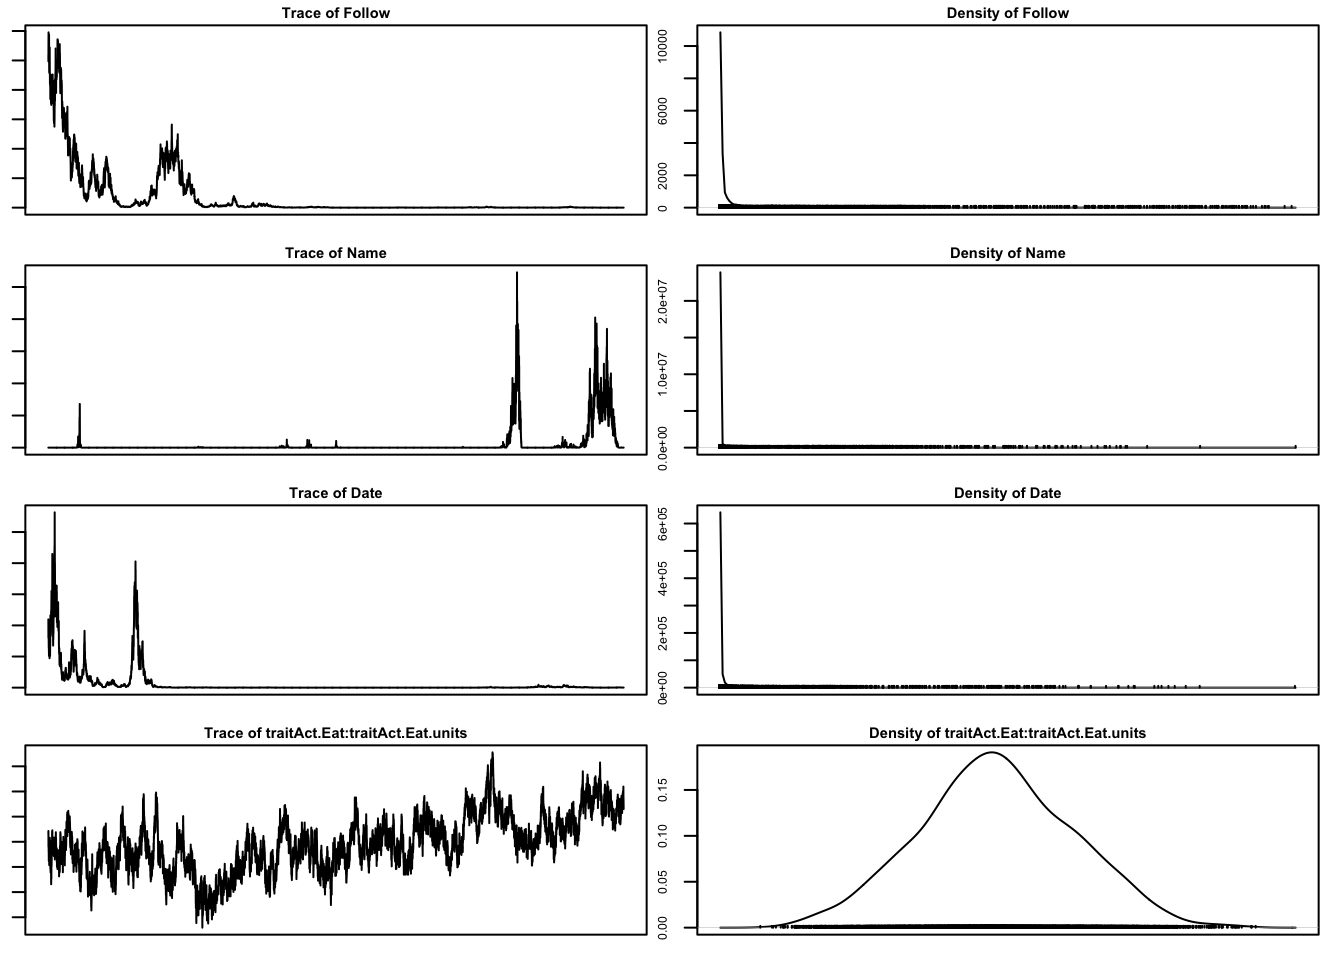 Trace of Follow
Density of Follow
10000
6000
2000
0
Trace of Name
Density of Name
2.0e+07
1.0e+07
0.0e+00
Trace of Date
Density of Date
6e+05
4e+05
2e+05
0e+00
Trace of traitAct.Eat:traitAct.Eat.units
Density of traitAct.Eat:traitAct.Eat.units
0.15
0.10
0.05
0.00